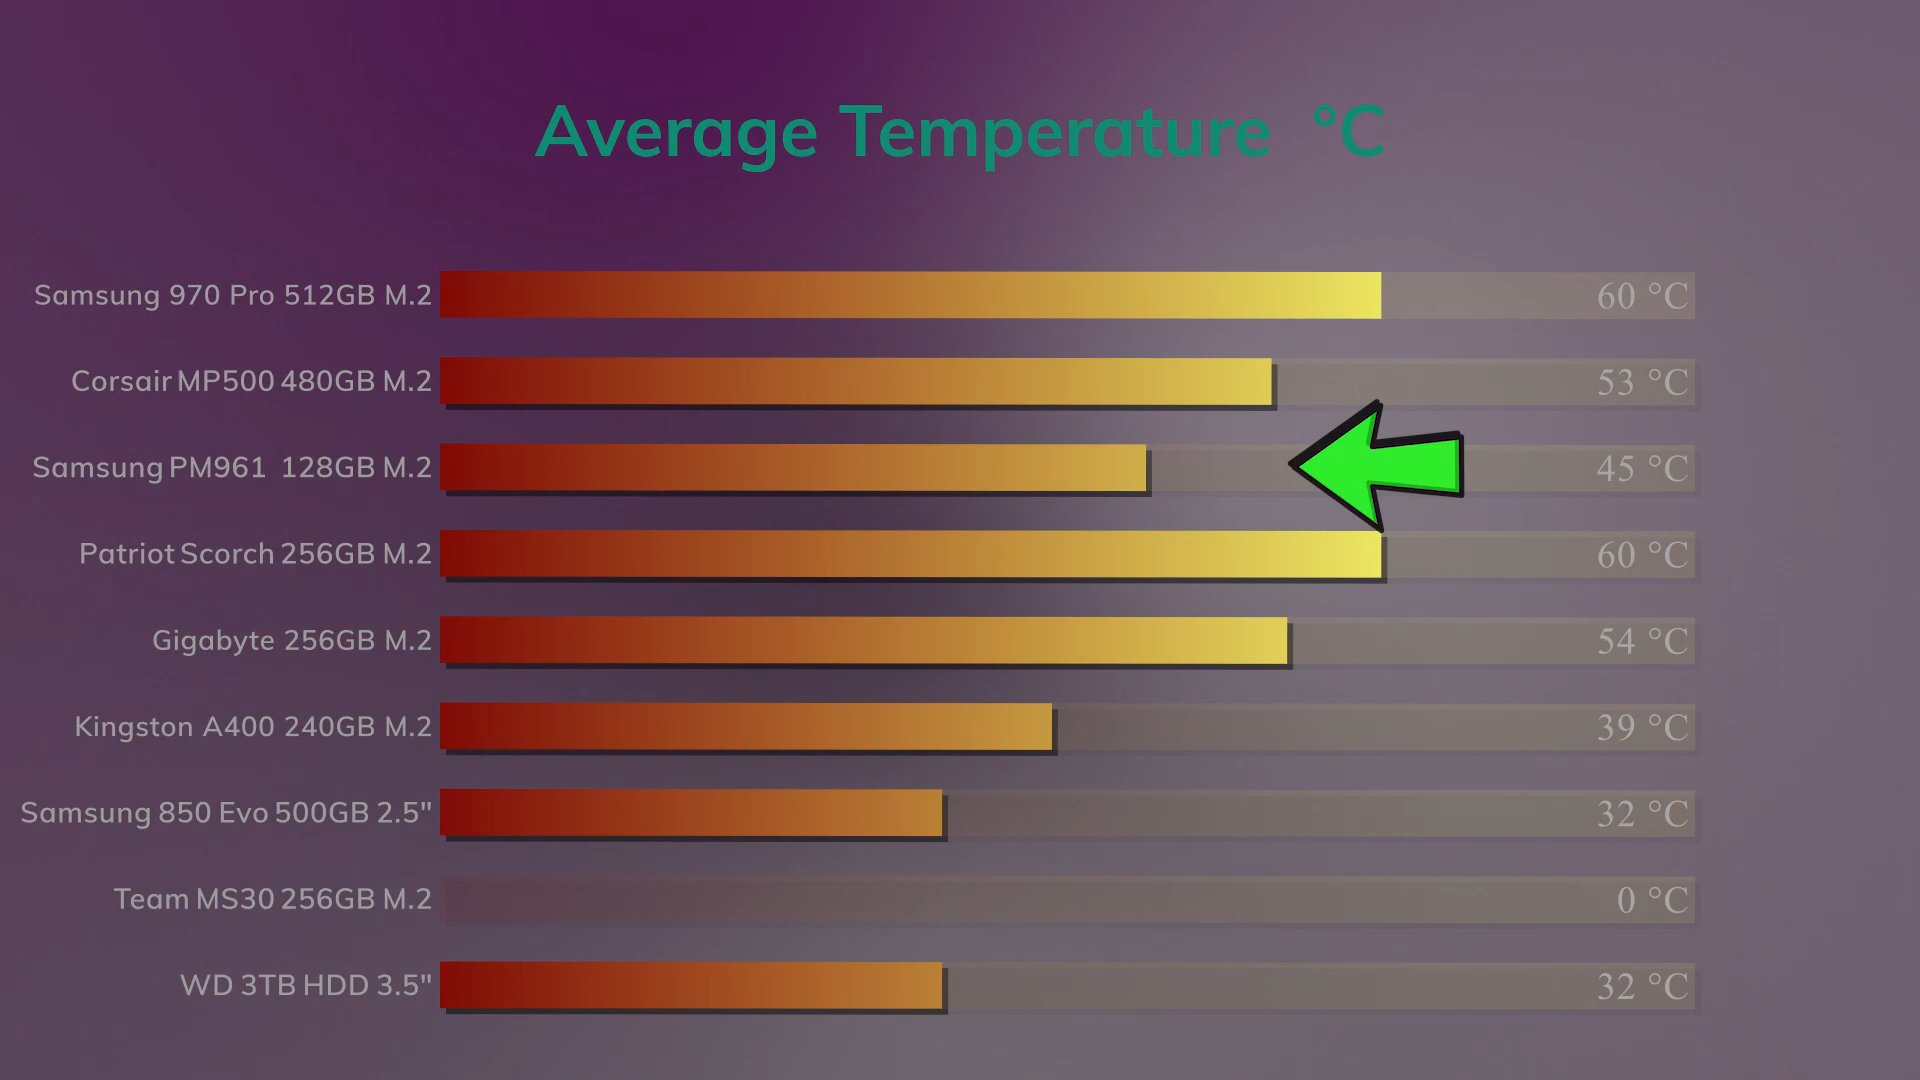 Average Temperature °C
Samsung 970 Pro 512GB M.2 60 °C
Corsair MP500 480GB M.2 53 °C
Samsung PM961 128GB M.2 45 °C
Patriot Scorch 256GB M.2 60 °C
Gigabyte 256GB M.2 54 °C
Kingston A400 240GB M.2 39 °C
Samsung 850 Evo 500GB 2.5" 32 °C
Team MS30 256GB M.2 0 °C
WD 3TB HDD 3.5" 32 °C